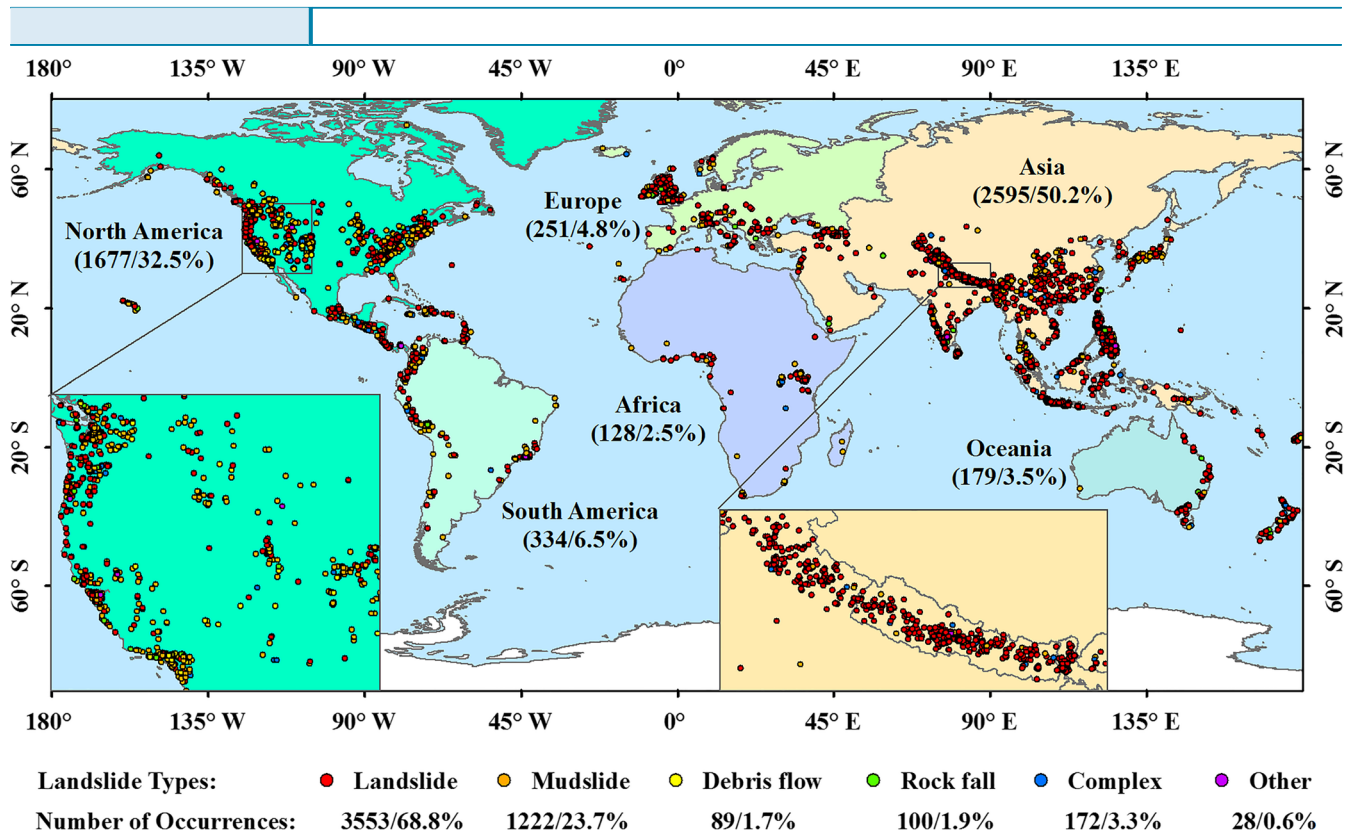 180° 135° W 90° W 45° W 0° 45° E 90° E 135° E
60° N 60° N
Asia
(2595/50.2%)
Europe
(251/4.8%)
North America
(1677/32.5%)
20° N 20° N
Africa
(128/2.5%)
Oceania
(179/3.5%)
20° S 20° S
South America
(334/6.5%)
60° S 60° S
180° 135° W 90° W 45° W 0° 45° E 90° E 135° E
Landslide Types: Landslide Mudslide Debris flow Rock fall Complex Other
Number of Occurrences: 3553/68.8% 1222/23.7% 89/1.7% 100/1.9% 172/3.3% 28/0.6%